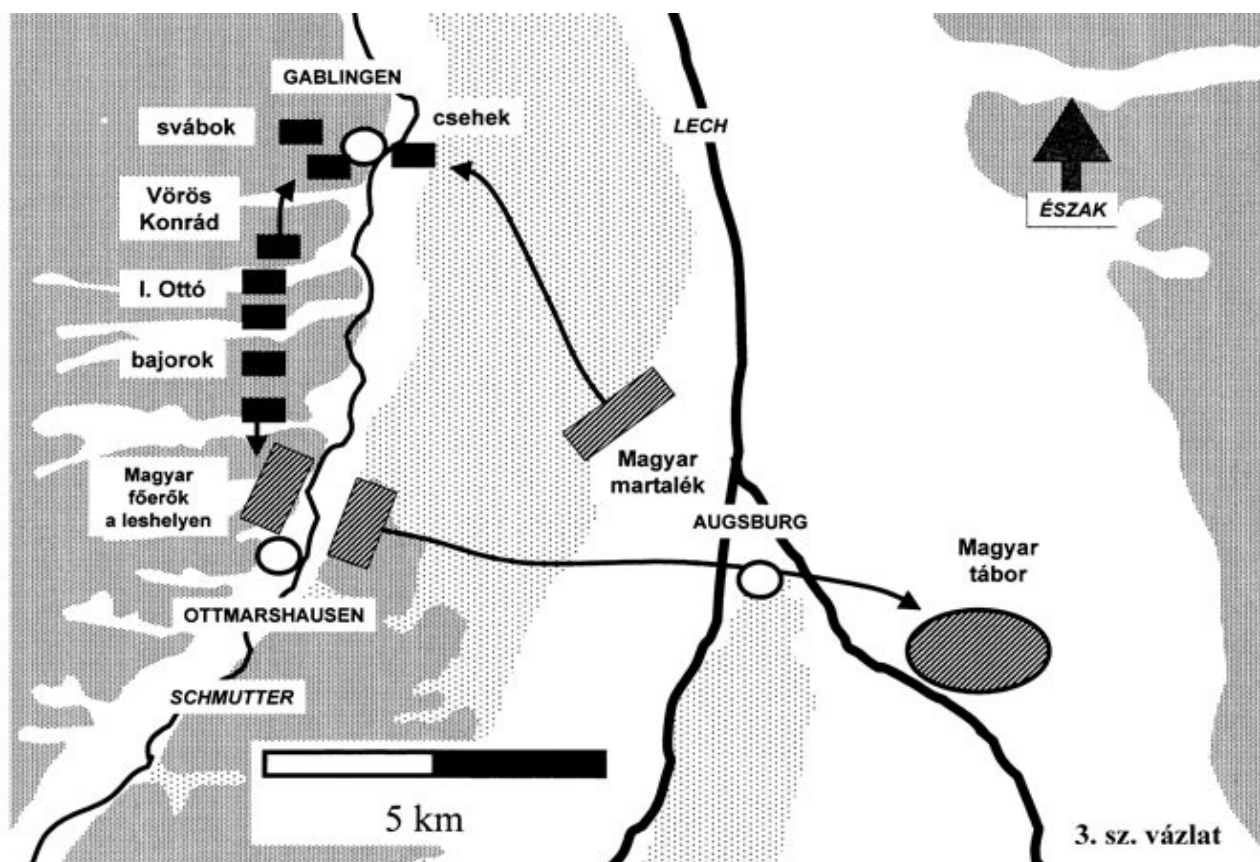 GABLINGEN
svábok
csehek
LECH
Vörös
Konrád
ÉSZAK
I. Ottó
bajorok
Magyar
főerők
a leshelyen
Magyar
martalék
AUGSBURG
Magyar
tábor
OTTMARSHAUSEN
SCHMUTTER
5 km
3. sz. vázlat